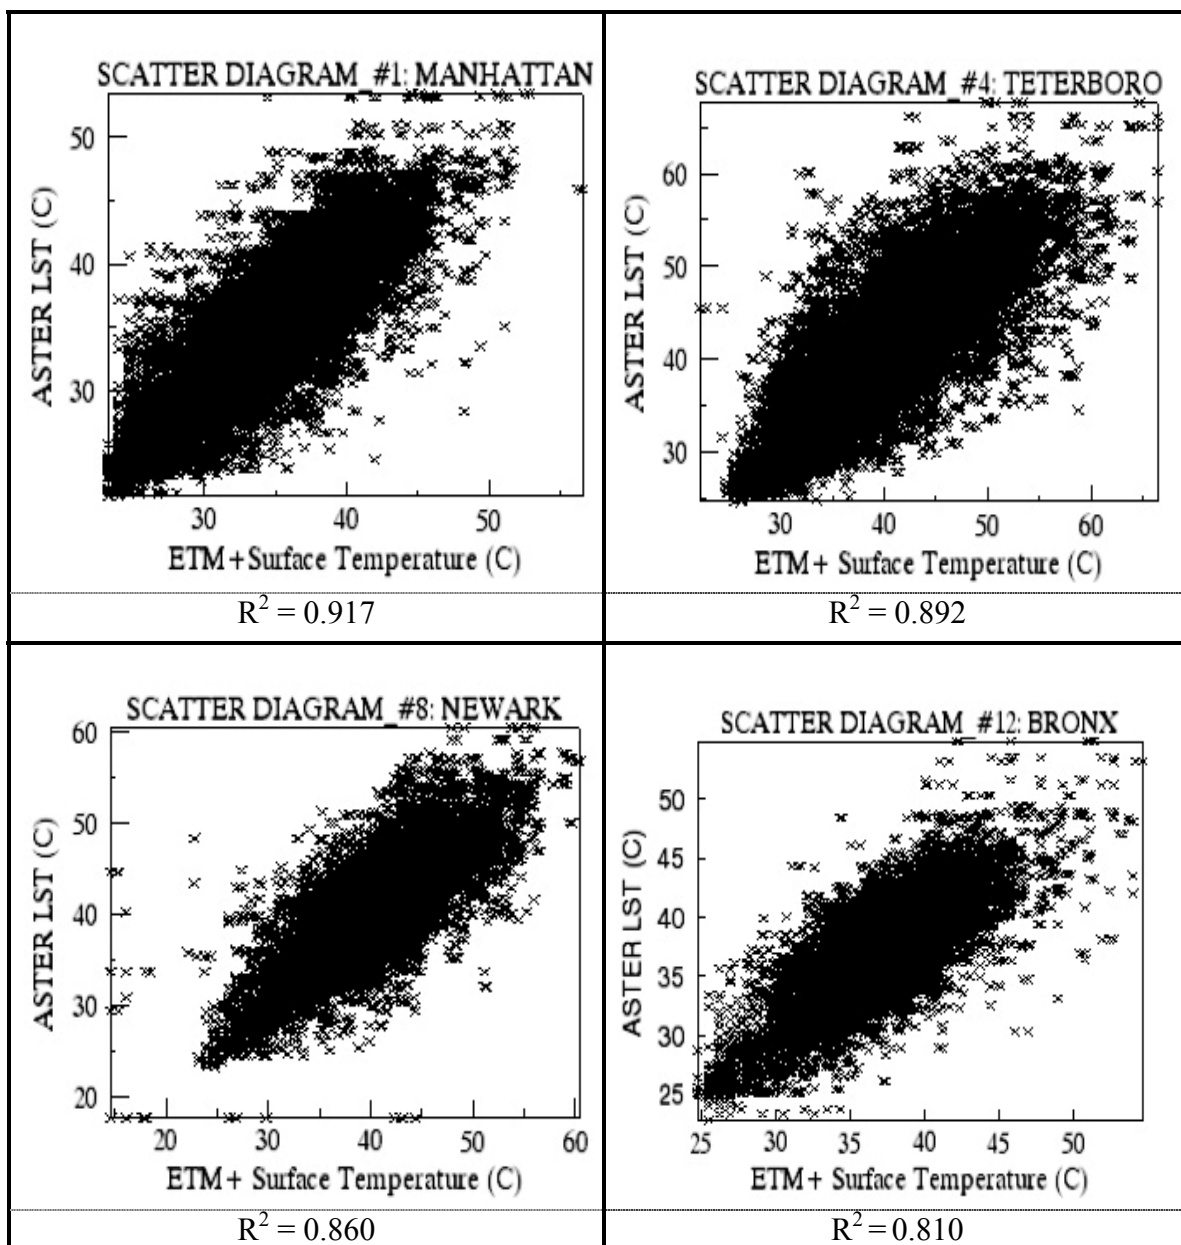 SCATTER DIAGRAM_#1: MANHATTAN
50
40
30
ASTER LST (C)
30 40 50
ETM+Surface Temperature (C)
R² = 0.917
SCATTER DIAGRAM_#4: TETERBORO
60
50
40
30
ASTER LST (C)
30 40 50 60
ETM+ Surface Temperature (C)
R² = 0.892
SCATTER DIAGRAM_#8: NEWARK
60
50
40
30
20
ASTER LST (C)
20 30 40 50 60
ETM+ Surface Temperature (C)
R² = 0.860
SCATTER DIAGRAM_#12: BRONX
50
45
40
35
30
25
ASTER LST (C)
25 30 35 40 45 50
ETM+ Surface Temperature (C)
R² = 0.810